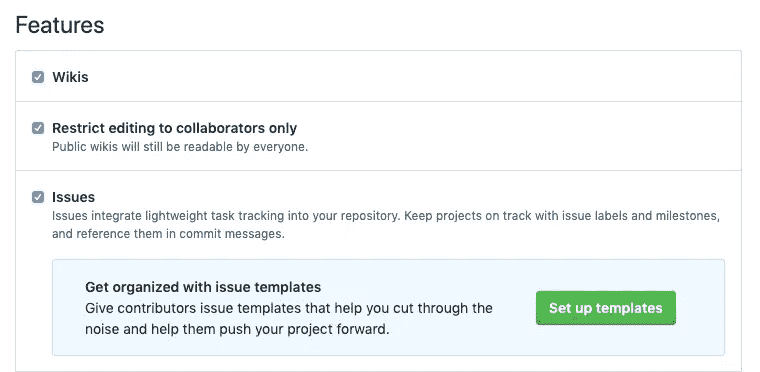 Features
Wikis
Restrict editing to collaborators only
Public wikis will still be readable by everyone.
Issues
Issues integrate lightweight task tracking into your repository. Keep projects on track with issue labels and milestones,
and reference them in commit messages.
Get organized with issue templates
Give contributors issue templates that help you cut through the
noise and help them push your project forward.
Set up templates